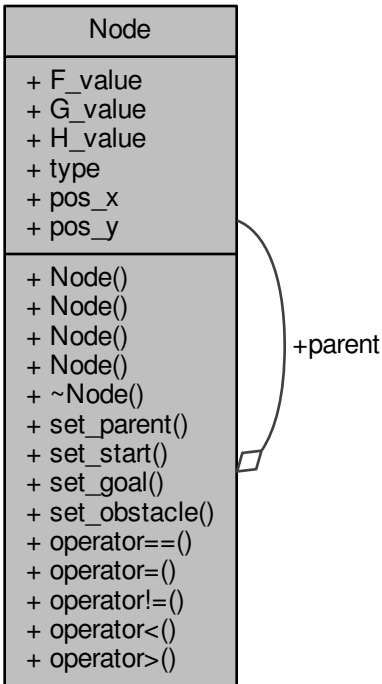 Node
+ F_value
+ G_value
+ H_value
+ type
+ pos_x
+ pos_y
+ Node()
+ Node()
+ Node()
+ Node()
+ ~Node()
+ set_parent()
+ set_start()
+ set_goal()
+ set_obstacle()
+ operator==()
+ operator=()
+ operator!=()
+ operator<()
+ operator>()
+parent